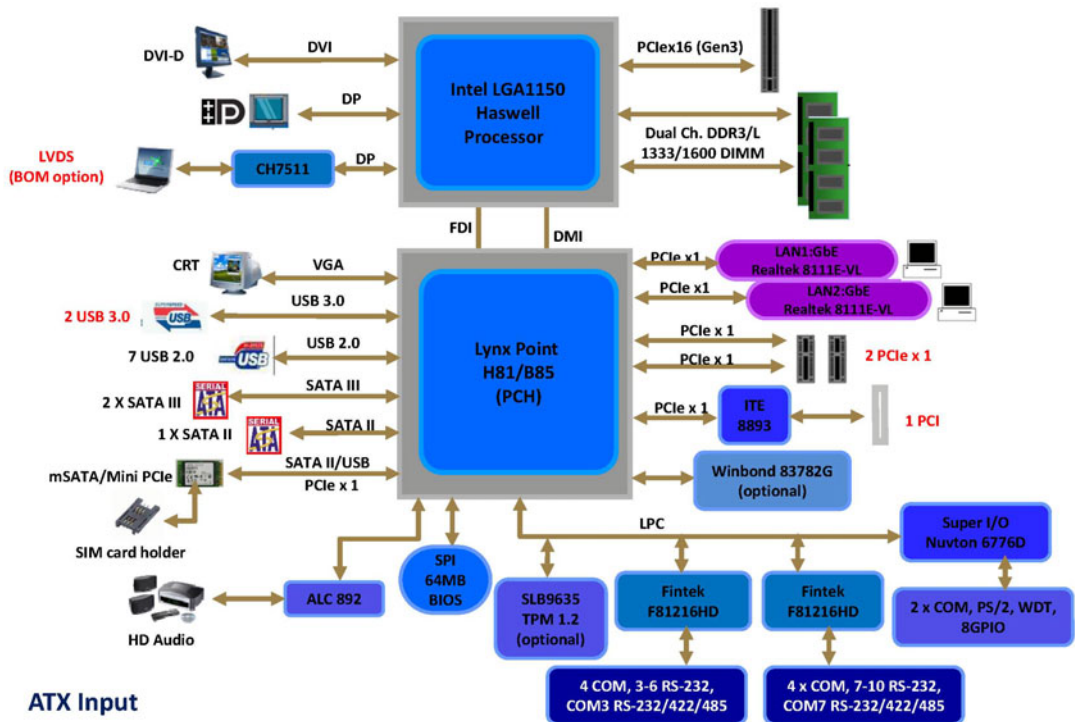 DVI-D
DVI
Intel LGA1150
Haswell
Processor
PCIex16 (Gen3)
DP
Dual Ch. DDR3/L
1333/1600 DIMM
LVDS
(BOM option)
CH7511
DP
FDI
DMI
CRT
VGA
Lynx Point
H81/B85
(PCH)
PCIe x1
LAN1:GbE
Realtek 8111E-VL
PCIe x1
LAN2:GbE
Realtek 8111E-VL
2 USB 3.0
USB
USB 3.0
7 USB 2.0
USB
USB 2.0
PCIe x 1
PCIe x 1
2 PCIe x 1
2 X SATA III
SERIAL
ATA
SATA III
1 X SATA II
SERIAL
ATA
SATA II
PCIe x 1
ITE
8893
1 PCI
mSATA/Mini PCIe
SATA II/USB
PCIe x 1
Winbond 83782G
(optional)
SIM card holder
LPC
Super I/O
Nuvton 6776D
HD Audio
ALC 892
SPI
64MB
BIOS
SLB9635
TPM 1.2
(optional)
Fintek
F81216HD
Fintek
F81216HD
2 x COM, PS/2, WDT,
8GPIO
4 COM, 3-6 RS-232,
COM3 RS-232/422/485
4 x COM, 7-10 RS-232,
COM7 RS-232/422/485
ATX Input